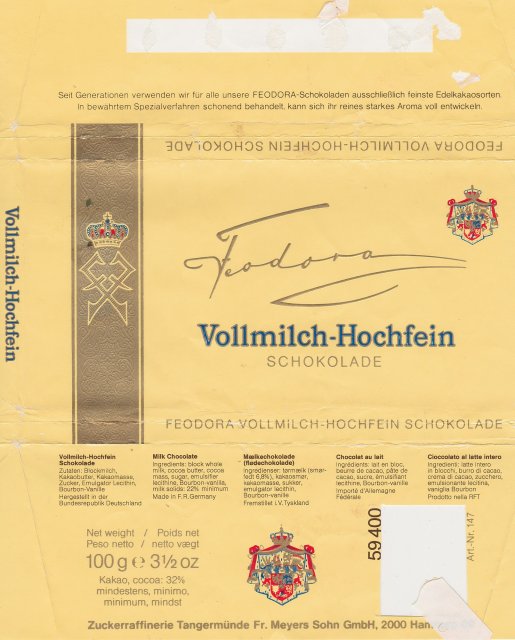 Seit Generationen verwenden wir für alle unsere FEODORA-Schokoladen ausschließlich feinste Edelkakaosorten.
In bewährtem Spezialverfahren schonend behandelt, kann sich ihr reines starkes Aroma voll entwickeln.
FEODORA VOLLMILCH-HOCHFEIN SCHOKOLADE
Vollmilch-Hochfein
Feodora
Vollmilch-Hochfein
SCHOKOLADE
FEODORA VOLLMILCH-HOCHFEIN SCHOKOLADE
Vollmilch-Hochfein
Schokolade
Zutaten: Blockmilch,
Kakaobutter, Kakaomasse,
Zucker, Emulgator Lecithin,
Bourbon-Vanille
Hergestellt in der
Bundesrepublik Deutschland
Milk Chocolate
Ingredients: block whole
milk, cocoa butter, cocoa
mass, sugar, emulsifier
lecithine, Bourbon-vanilla,
milk solids: 22% minimum
Made in F.R.Germany
Mælkechokolade
(flødechokolade)
Ingredienser: tørmælk (smør-
fedt 6,8%), kakaosmør,
kakaomasse, sukker,
emulgator lecithin,
Bourbon-vanille
Fremstillet i.V.Tyskland
Chocolat au lait
Ingrédients: lait en bloc,
beurre de cacao, pâte de
cacao, sucre, émulsifiant
lecithine, Bourbon-vanille
Importé d'Allemagne
Fédérale
Cioccolato al latte intero
Ingredienti: latte intero
in blocchi, burro di cacao,
crema di cacao, zucchero,
emulsionante lecitina,
vaniglia Bourbon
Prodotto nella RFT
Net weight / Poids net
Peso netto / netto vægt
100 g e 3½ oz
Kakao, cocoa: 32%
mindestens, minimo,
minimum, mindst
59400
Art.-Nr. 147
Zuckerraffinerie Tangermünde Fr. Meyers Sohn GmbH, 2000